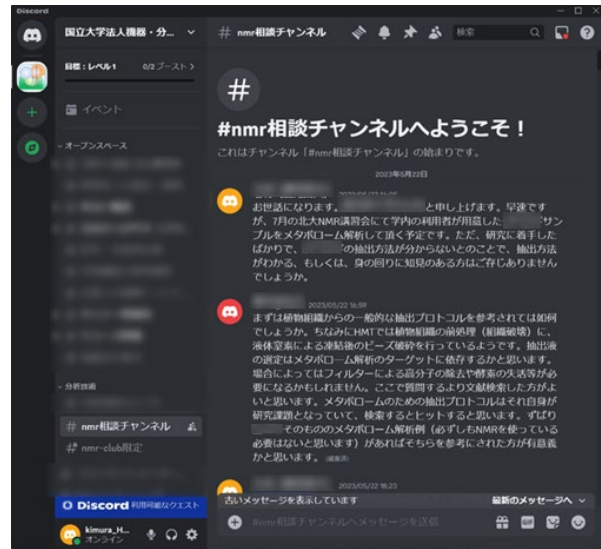 Discord
国立大学法人機器・分...
目標：レベル1 0/2 ブースト >
イベント
オープンスペース
分析技術
# nmr相談チャンネル
nmr-club限定
Discord 利用可能なクエスト
kimura_H...
オンライン
# nmr相談チャンネル
検索
#
#nmr相談チャンネルへようこそ！
これはチャンネル「#nmr相談チャンネル」の始まりです。
2023年5月22日
お世話になります。 と申し上げます。早速です
が、7月の北大NMR講習会にて学内の利用者が用意した サン
プルをメタボローム解析して頂く予定です。ただ、研究に着手した
ばかりで、 の抽出方法が分からないとのことで、抽出方法
がわかる、もしくは、身の回りに知見のある方はご存じありません
でしょうか。
2023/05/22 16:59
まずは植物組織からの一般的な抽出プロトコルを参考されては如何
でしょうか。ちなみにHMTでは植物組織の前処理（組織破壊）に、
液体窒素による凍結後のビーズ破砕を行っているようです。抽出液
の選定はメタボローム解析のターゲットに依存するかと思います。
場合によってはフィルターによる高分子の除去や酵素の失活等が必
要になるかもしれません。ここで質問するより文献検索した方がよ
いと思います。メタボロームのための抽出プロトコルはそれ自身が
研究課題となっていて、検索するとヒットすると思います。ずばり
そのもののメタボローム解析例（必ずしもNMRを使っている
必要はないと思います）があればそちらを参考にされた方が有意義
かと思います。 (編集済)
2023/05/22 18:23
古いメッセージを表示しています 最新のメッセージへ
#nmr相談チャンネルへメッセージを送信
GIF